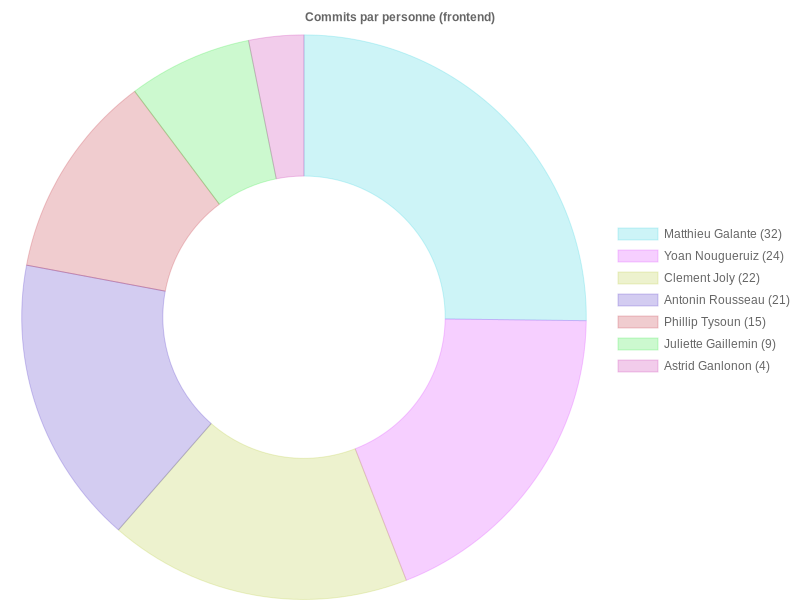 Commits par personne (frontend)
Matthieu Galante (32)
Yoan Nougueruiz (24)
Clement Joly (22)
Antonin Rousseau (21)
Phillip Tysoun (15)
Juliette Gaillemin (9)
Astrid Ganlonon (4)